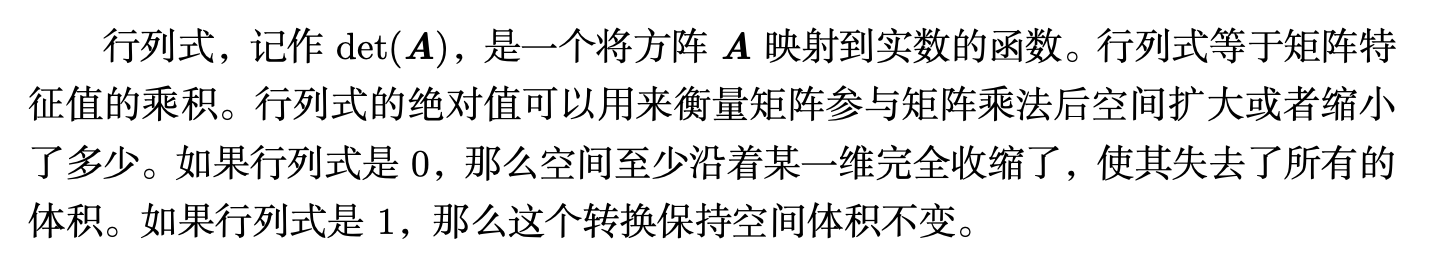 行列式，记作 det(A)，是一个将方阵 A 映射到实数的函数。行列式等于矩阵特
征值的乘积。行列式的绝对值可以用来衡量矩阵参与矩阵乘法后空间扩大或者缩小
了多少。如果行列式是 0，那么空间至少沿着某一维完全收缩了，使其失去了所有的
体积。如果行列式是 1，那么这个转换保持空间体积不变。